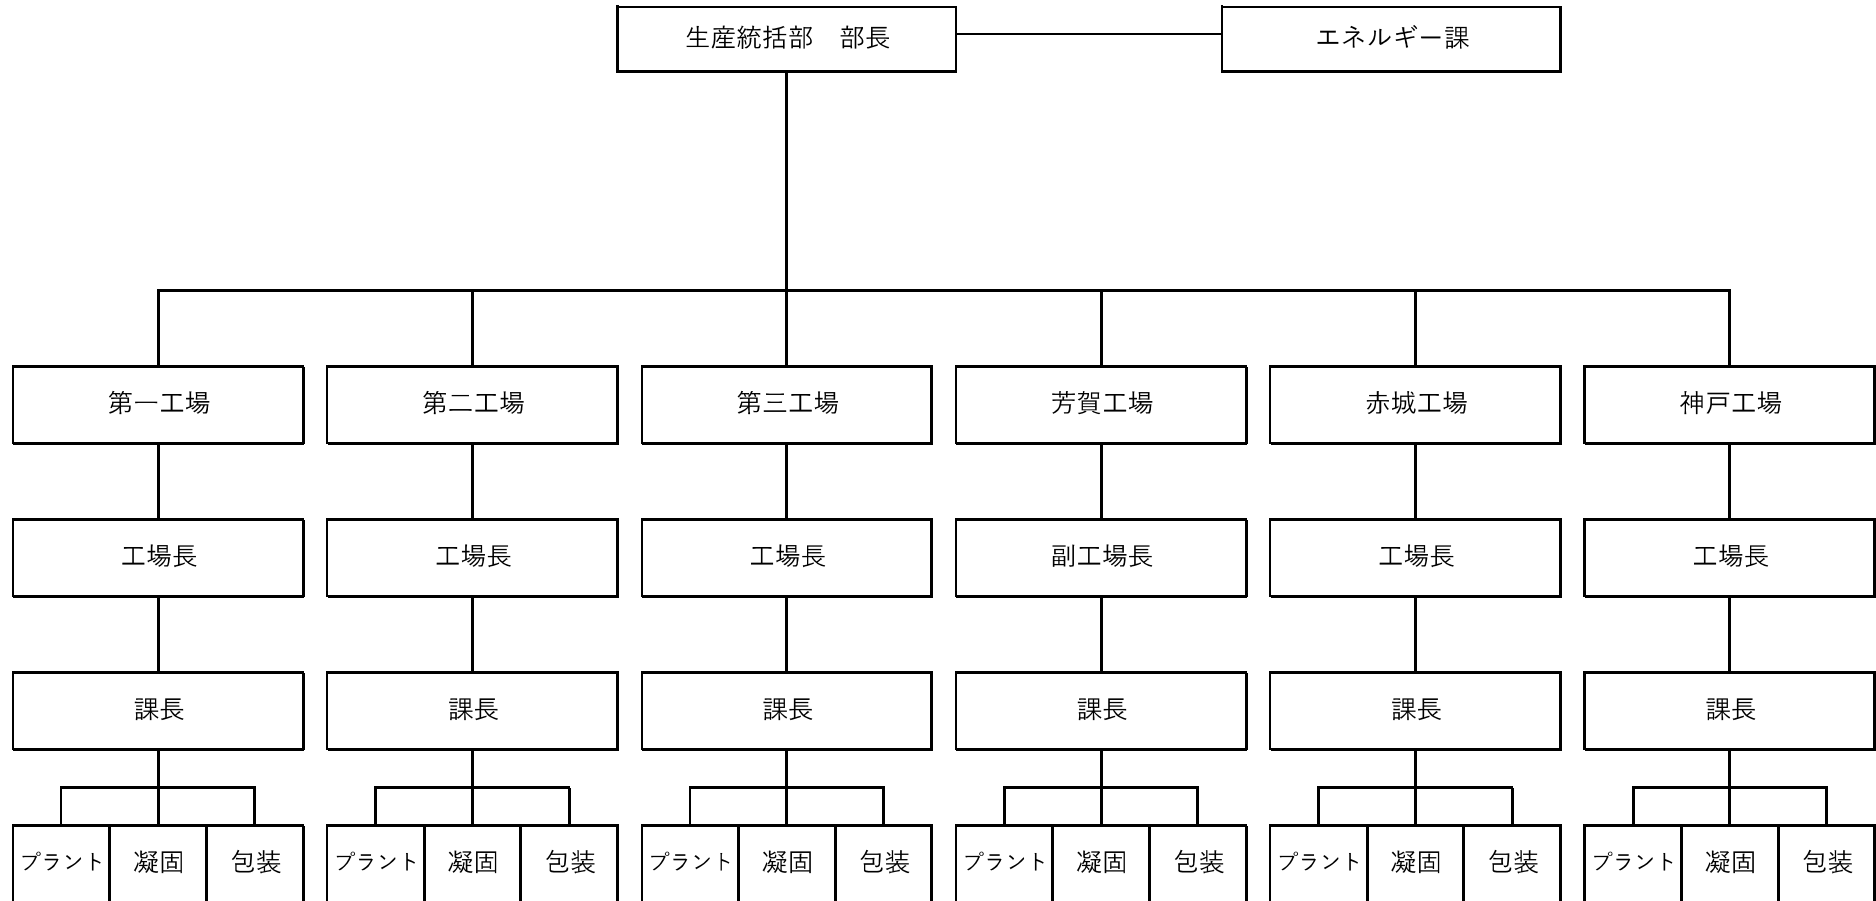 生産統括部　部長
エネルギー課
第一工場
第二工場
第三工場
芳賀工場
赤城工場
神戸工場
工場長
工場長
工場長
副工場長
工場長
工場長
課長
課長
課長
課長
課長
課長
プラント
凝固
包装
プラント
凝固
包装
プラント
凝固
包装
プラント
凝固
包装
プラント
凝固
包装
プラント
凝固
包装